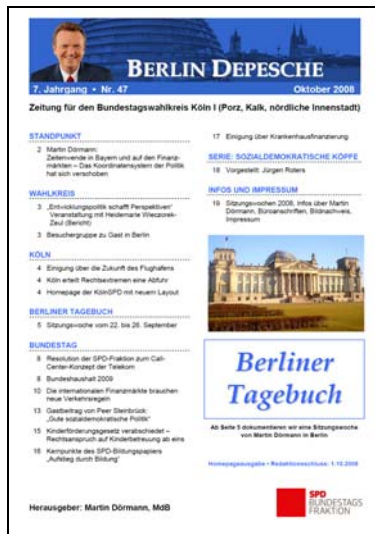 BERLIN DEPESCHE
7. Jahrgang • Nr. 47
Oktober 2008
Zeitung für den Bundestagswahlkreis Köln I (Porz, Kalk, nördliche Innenstadt)
STANDPUNKT
2 Martin Dörmann:
Zeitenwende in Bayern und auf den Finanz-
märkten – Das Koordinatensystem der Politik
hat sich verschoben
WAHLKREIS
3 „Entwicklungspolitik schafft Perspektiven“
Veranstaltung mit Heidemarie Wieczorek-
Zeul (Bericht)
3 Besuchergruppe zu Gast in Berlin
KÖLN
4 Einigung über die Zukunft des Flughafens
4 Köln erteilt Rechtsextremen eine Abfuhr
4 Homepage der KölnSPD mit neuem Layout
BERLINER TAGEBUCH
5 Sitzungswoche vom 22. bis 26. September
BUNDESTAG
8 Resolution der SPD-Fraktion zum Call-
Center-Konzept der Telekom
8 Bundeshaushalt 2009
10 Die internationalen Finanzmärkte brauchen
neue Verkehrsregeln
13 Gastbeitrag von Peer Steinbrück:
„Gute sozialdemokratische Politik“
15 Kinderförderungsgesetz verabschiedet –
Rechtsanspruch auf Kinderbetreuung ab eins
16 Kernpunkte des SPD-Bildungspapiers
„Aufstieg durch Bildung“
17 Einigung über Krankenhausfinanzierung
SERIE: SOZIALDEMOKRATISCHE KÖPFE
18 Vorgestellt: Jürgen Roters
INFOS UND IMPRESSUM
19 Sitzungswochen 2008, Infos über Martin
Dörmann, Büroanschriften, Bildnachweis,
Impressum
Berliner
Tagebuch
Ab Seite 5 dokumentieren wir eine Sitzungswoche
von Martin Dörmann in Berlin
Homepageausgabe • Redaktionsschluss: 1.10.2008
Herausgeber: Martin Dörmann, MdB
SPD
BUNDESTAGS
FRAKTION